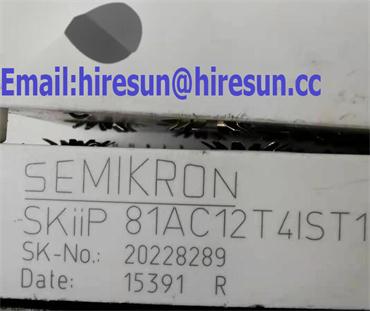 Email:hiresun@hiresun.cc
SEMIKRON
SKiiP 81AC12T4IST1
SK-No.: 20228289
Date: 15391 R